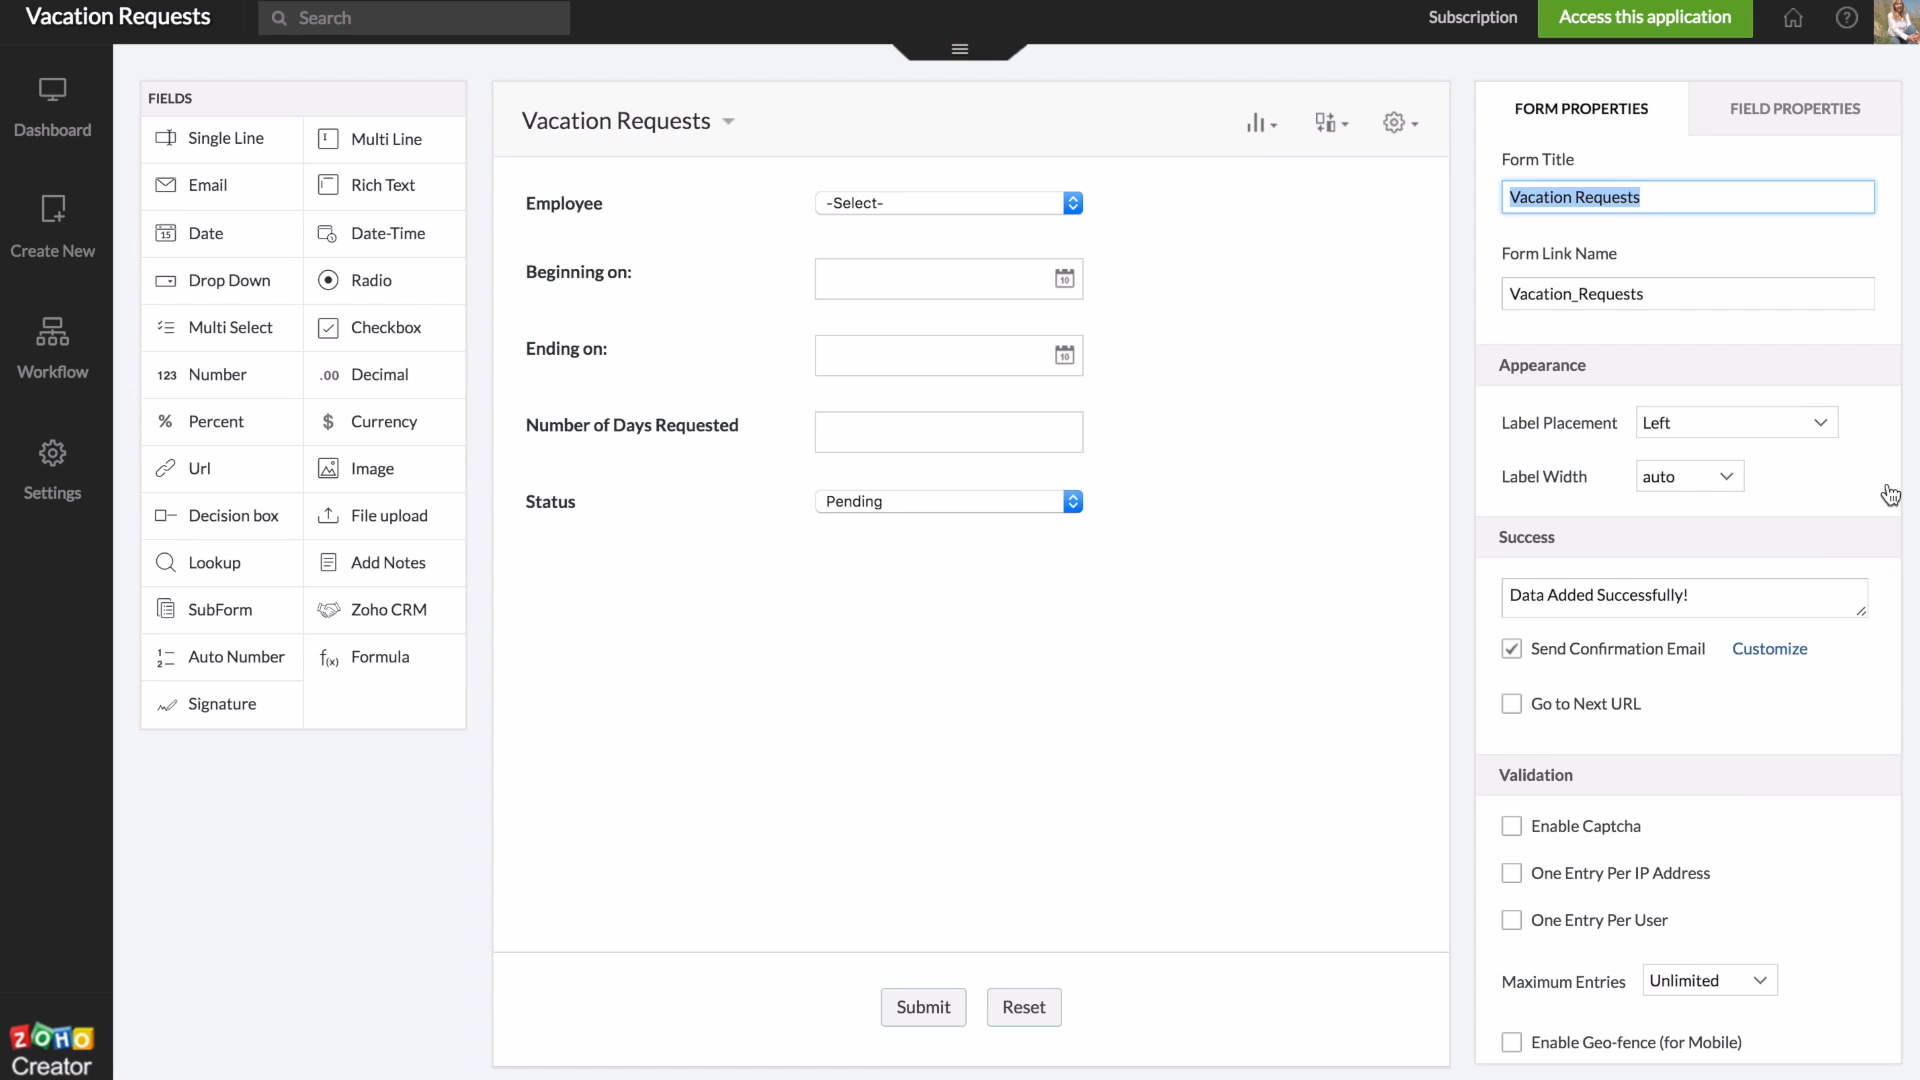 Vacation Requests
Search
Subscription
Access this application
?
Dashboard
Create New
Workflow
Settings
ZOHO
Creator
FIELDS
Single Line
Multi Line
Email
Rich Text
15 Date
Date-Time
Drop Down
Radio
Multi Select
Checkbox
123 Number
.00 Decimal
% Percent
$ Currency
Url
Image
Decision box
File upload
Lookup
Add Notes
SubForm
Zoho CRM
Auto Number
f(x) Formula
Signature
Vacation Requests
Employee
-Select-
Beginning on:
10
Ending on:
10
Number of Days Requested
Status
Pending
Submit
Reset
FORM PROPERTIES
FIELD PROPERTIES
Form Title
Vacation Requests
Form Link Name
Vacation_Requests
Appearance
Label Placement
Left
Label Width
auto
Success
Data Added Successfully!
Send Confirmation Email
Customize
Go to Next URL
Validation
Enable Captcha
One Entry Per IP Address
One Entry Per User
Maximum Entries
Unlimited
Enable Geo-fence (for Mobile)